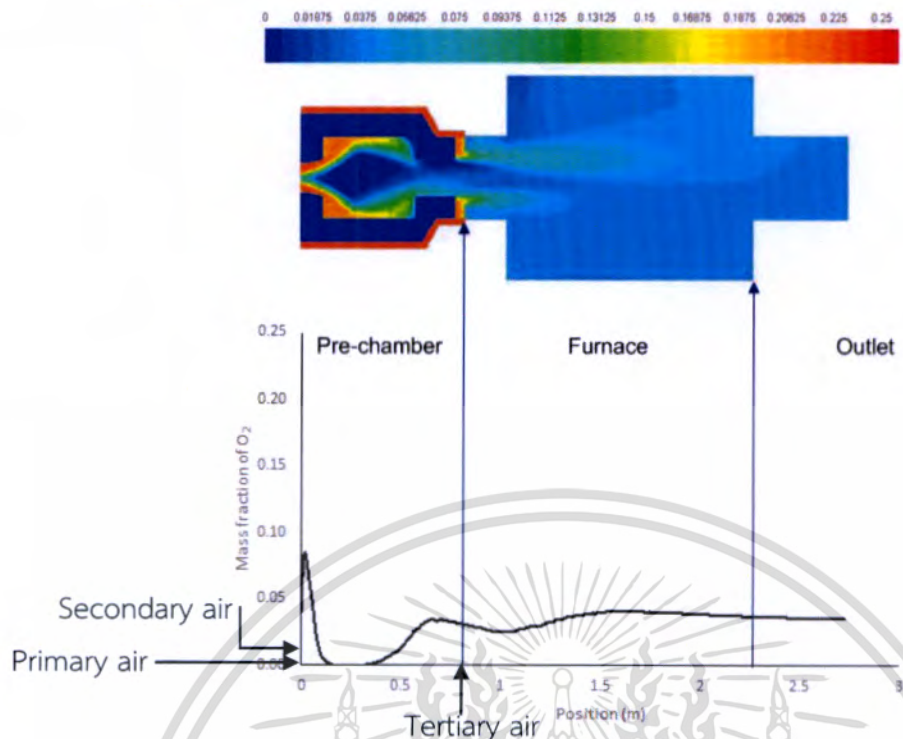 0 0.01875 0.0375 0.05625 0.075 0.09375 0.1125 0.13125 0.15 0.16875 0.1875 0.20625 0.225 0.25
Pre-chamber Furnace Outlet
0.25
0.20
0.15
0.10
0.05
0.00
Mass fraction of O₂
Secondary air
Primary air
0 0.5 1 1.5 2 2.5 3
Tertiary air
Position (m)